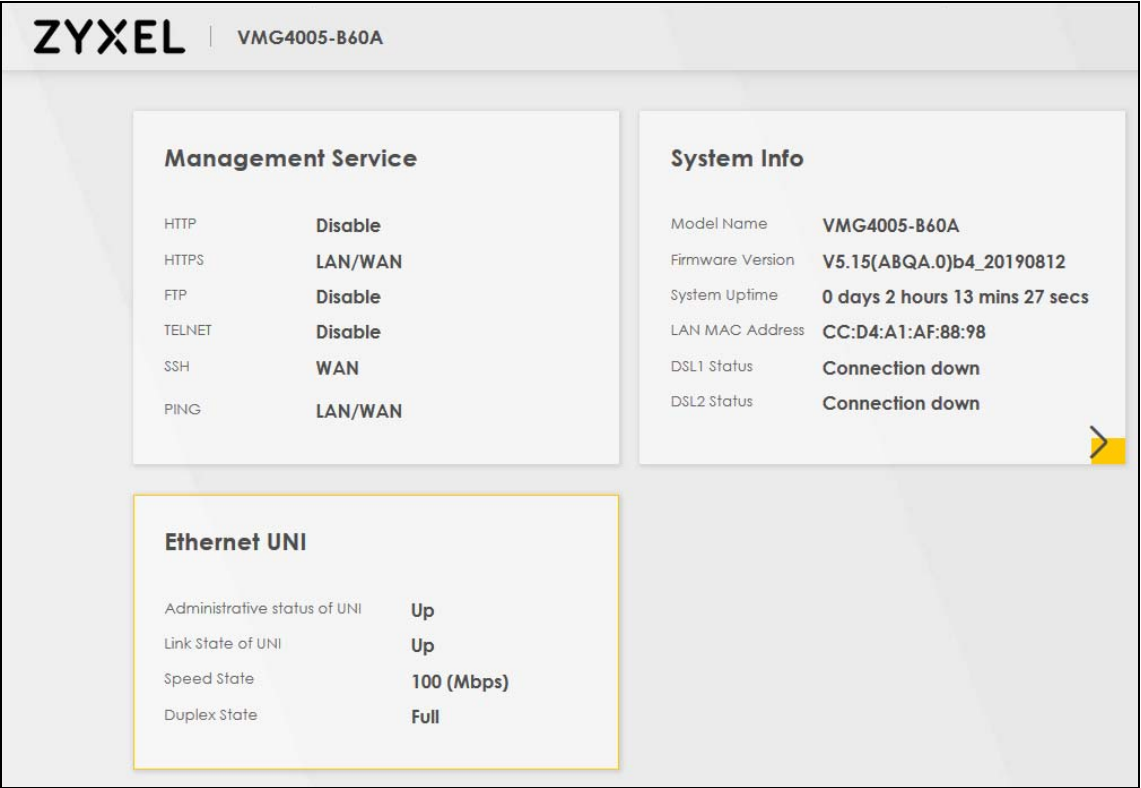 ZYXEL VMG4005-B60A
Management Service
HTTP Disable
HTTPS LAN/WAN
FTP Disable
TELNET Disable
SSH WAN
PING LAN/WAN
System Info
Model Name VMG4005-B60A
Firmware Version V5.15(ABQA.0)b4_20190812
System Uptime 0 days 2 hours 13 mins 27 secs
LAN MAC Address CC:D4:A1:AF:88:98
DSL1 Status Connection down
DSL2 Status Connection down
Ethernet UNI
Administrative status of UNI Up
Link State of UNI Up
Speed State 100 (Mbps)
Duplex State Full